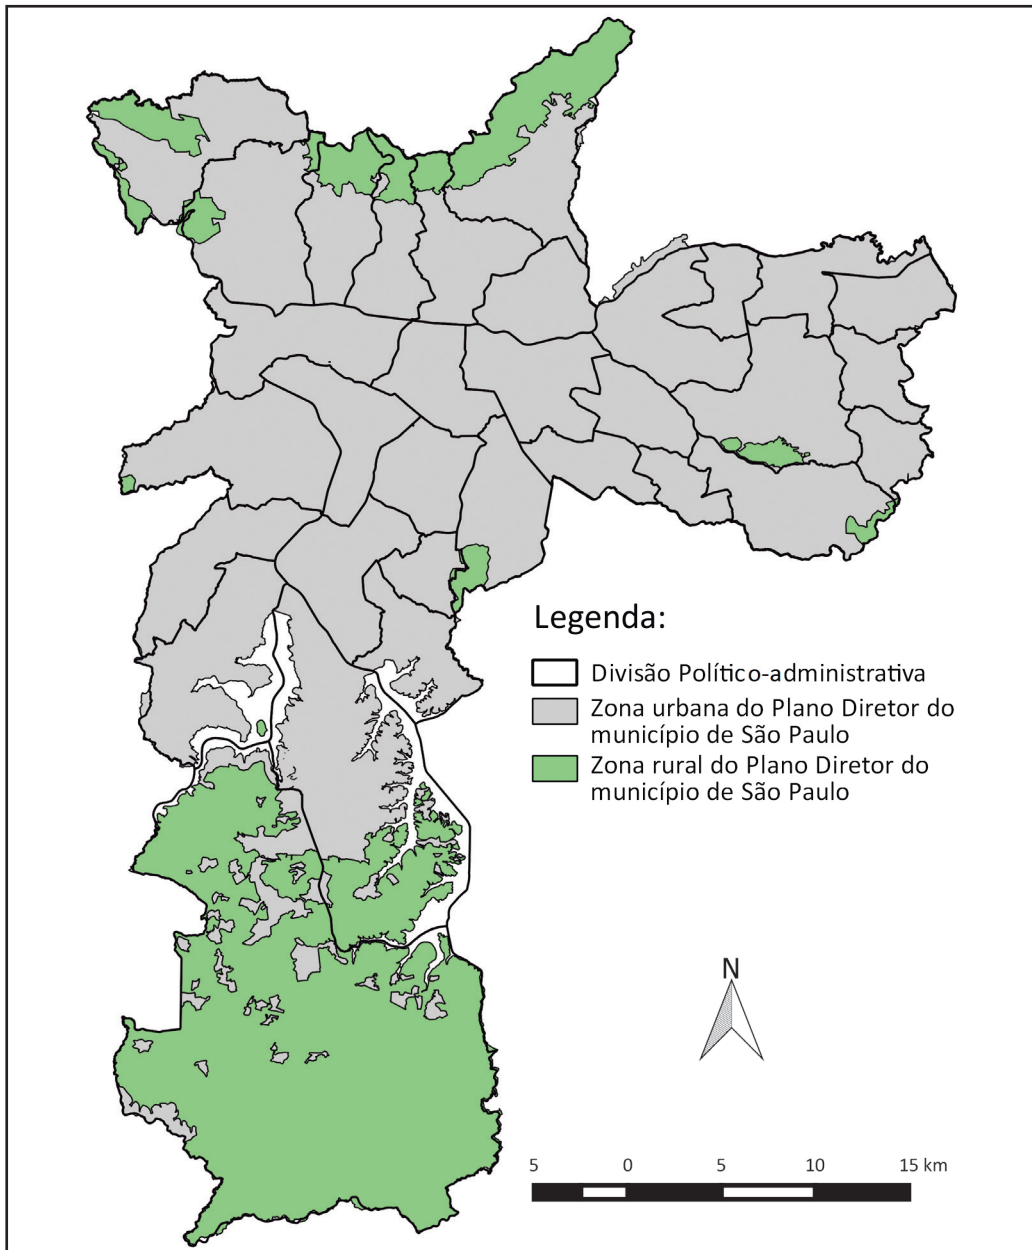 Legenda:
Divisão Político-administrativa
Zona urbana do Plano Diretor do
município de São Paulo
Zona rural do Plano Diretor do
município de São Paulo
N
5 0 5 10 15 km